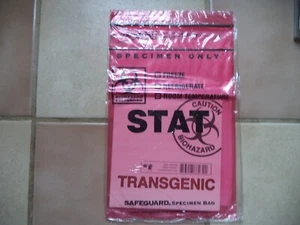 SPECIMEN ONLY
FREEZE
REFRIGERATE
ROOM TEMPERATURE
CAUTION
STAT
BIOHAZARD
TRANSGENIC
SAFEGUARD® SPECIMEN BAG